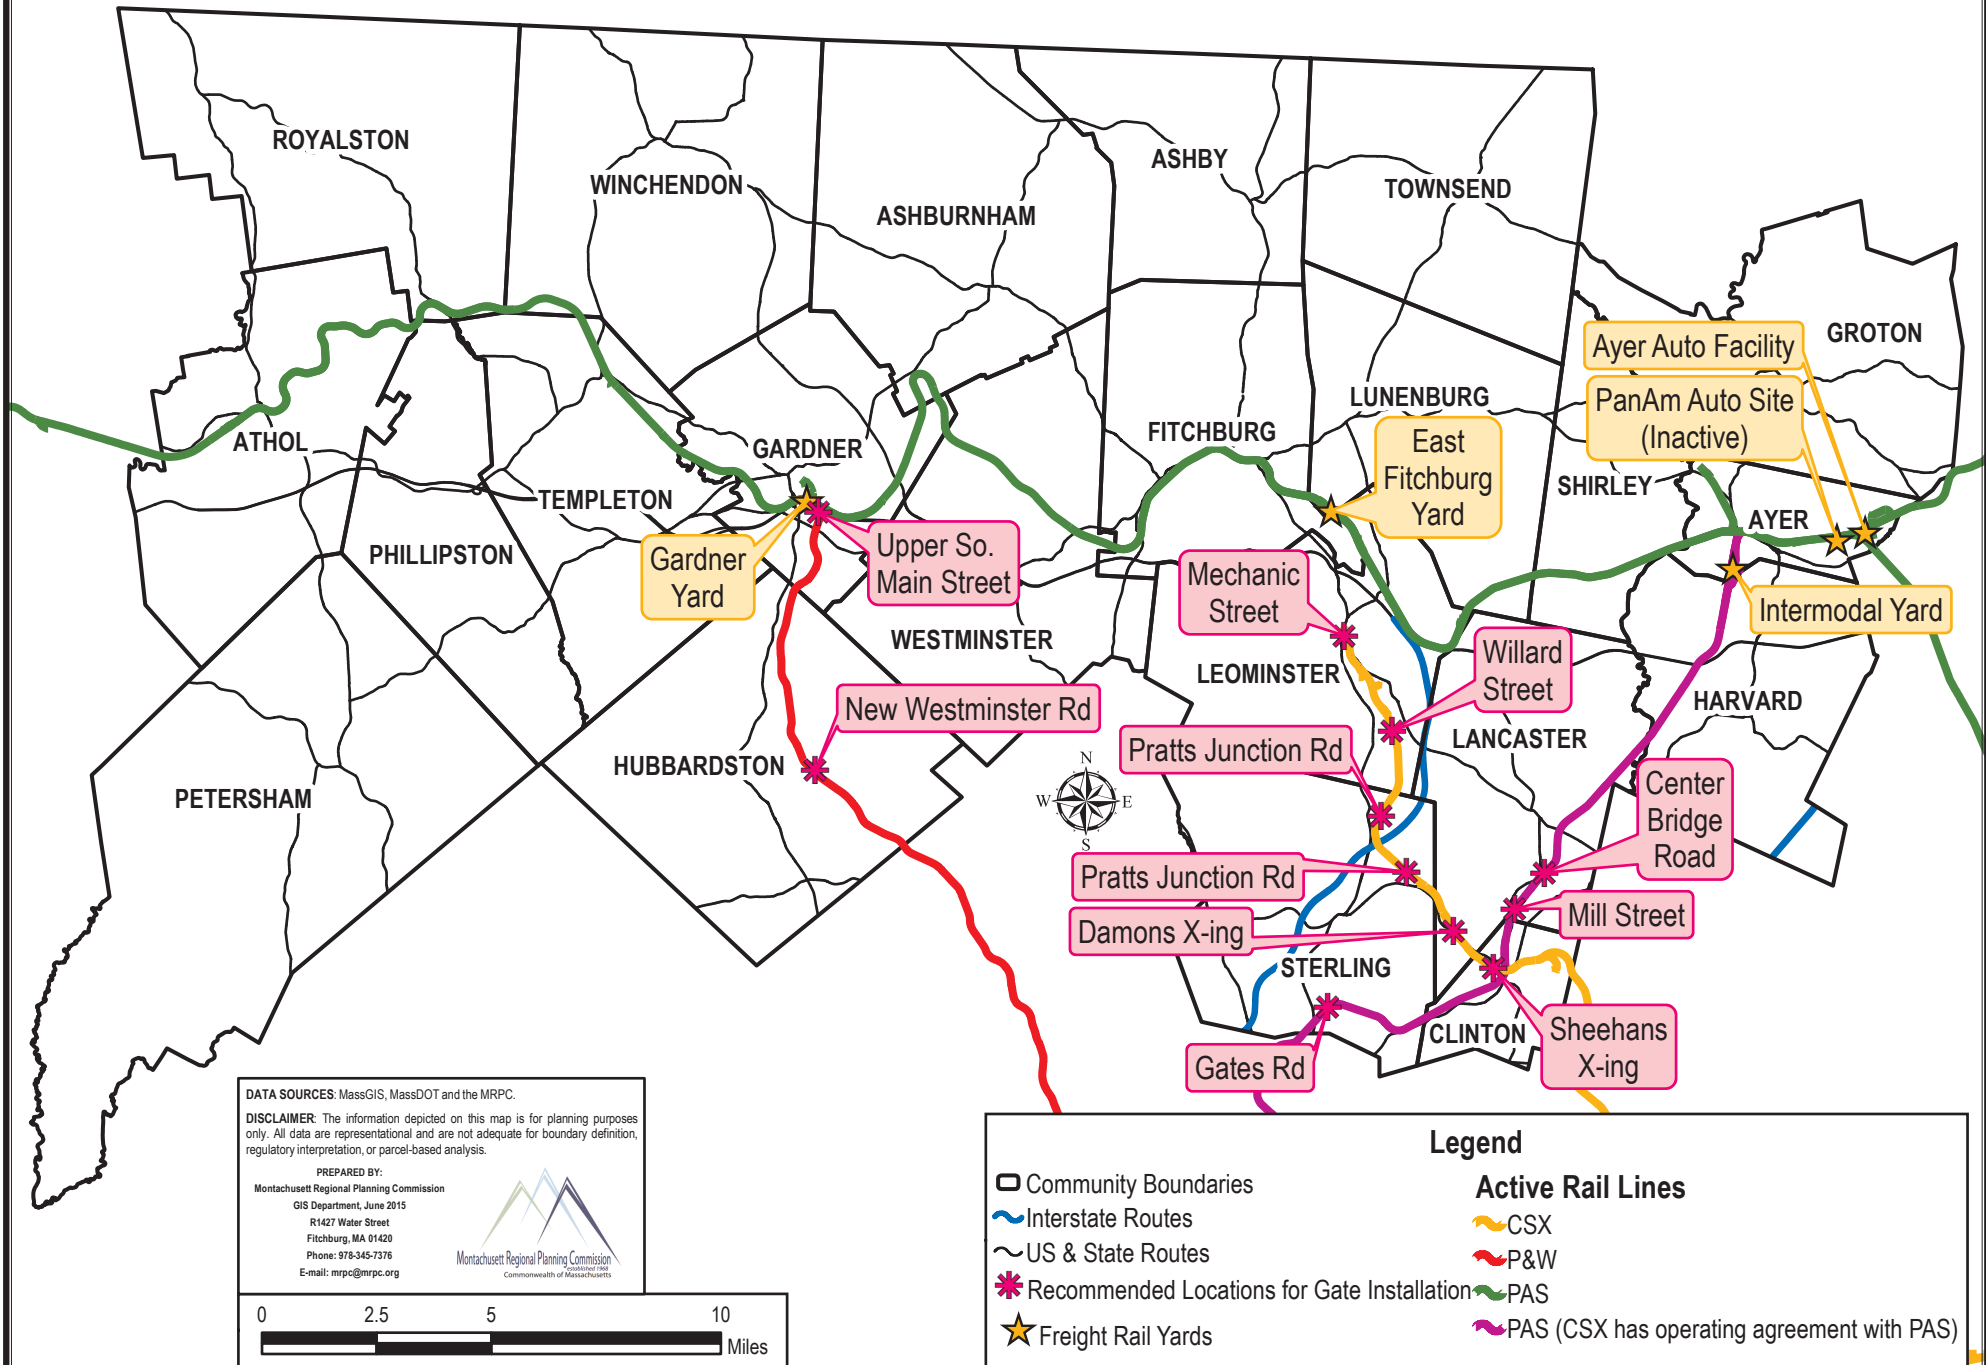 ROYALSTON
WINCHENDON
ASHBURNHAM
ASHBY
TOWNSEND
GROTON
Ayer Auto Facility
PanAm Auto Site
(Inactive)
LUNENBURG
FITCHBURG
East
Fitchburg
Yard
SHIRLEY
AYER
ATHOL
GARDNER
TEMPLETON
PHILLIPSTON
Gardner
Yard
Upper So.
Main Street
Mechanic
Street
Intermodal Yard
WESTMINSTER
LEOMINSTER
Willard
Street
HARVARD
New Westminster Rd
Pratts Junction Rd
LANCASTER
HUBBARDSTON
PETERSHAM
N
W
E
S
Center
Bridge
Road
Pratts Junction Rd
Mill Street
Damons X-ing
STERLING
CLINTON
Sheehans
X-ing
Gates Rd
DATA SOURCES: MassGIS, MassDOT and the MRPC.
DISCLAIMER: The information depicted on this map is for planning purposes
only. All data are representational and are not adequate for boundary definition,
regulatory interpretation, or parcel-based analysis.
PREPARED BY:
Montachusett Regional Planning Commission
GIS Department, June 2015
R1427 Water Street
Fitchburg, MA 01420
Phone: 978-345-7376
E-mail: mrpc@mrpc.org
Montachusett Regional Planning Commission
established 1968
Commonwealth of Massachusetts
0 2.5 5 10
Miles
Legend
Community Boundaries
Interstate Routes
US & State Routes
Recommended Locations for Gate Installation
Freight Rail Yards
Active Rail Lines
CSX
P&W
PAS
PAS (CSX has operating agreement with PAS)